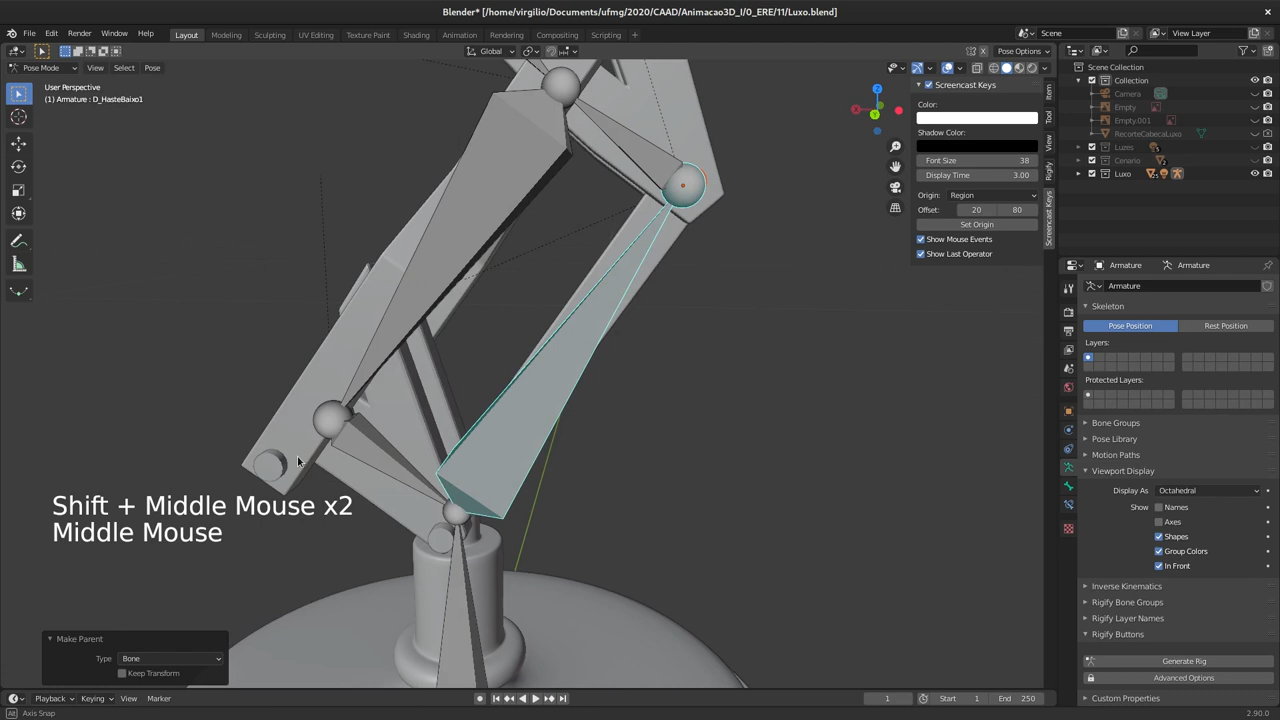 Blender* [/home/virgilio/Documents/ufmg/2020/CAAD/Animacao3D_I/0_ERE/11/Luxo.blend]
File Edit Render Window Help Layout Modeling Sculpting UV Editing Texture Paint Shading Animation Rendering Compositing Scripting + Scene View Layer
Global Pose Options
Pose Mode View Select Pose
User Perspective
(1) Armature : D_HasteBaixo1
Screencast Keys
Color:
Shadow Color:
Font Size 38
Display Time 3.00
Origin: Region
Offset: 20 80
Set Origin
Show Mouse Events
Show Last Operator
Item
Tool
View
Rigify
Screencast Keys
X
Y
Z
Scene Collection
Collection
Camera
Empty
Empty.001
RecorteCabecaLuxo
Luzes
Cenario
Luxo
Armature Armature
Armature
Skeleton
Pose Position Rest Position
Layers:
Protected Layers:
Bone Groups
Pose Library
Motion Paths
Viewport Display
Display As Octahedral
Show Names
Axes
Shapes
Group Colors
In Front
Inverse Kinematics
Rigify Bone Groups
Rigify Layer Names
Rigify Buttons
Generate Rig
Advanced Options
Custom Properties
Shift + Middle Mouse x2
Middle Mouse
Make Parent
Type Bone
Keep Transform
Playback Keying View Marker 1 Start 1 End 250
Axis Snap 2.90.0